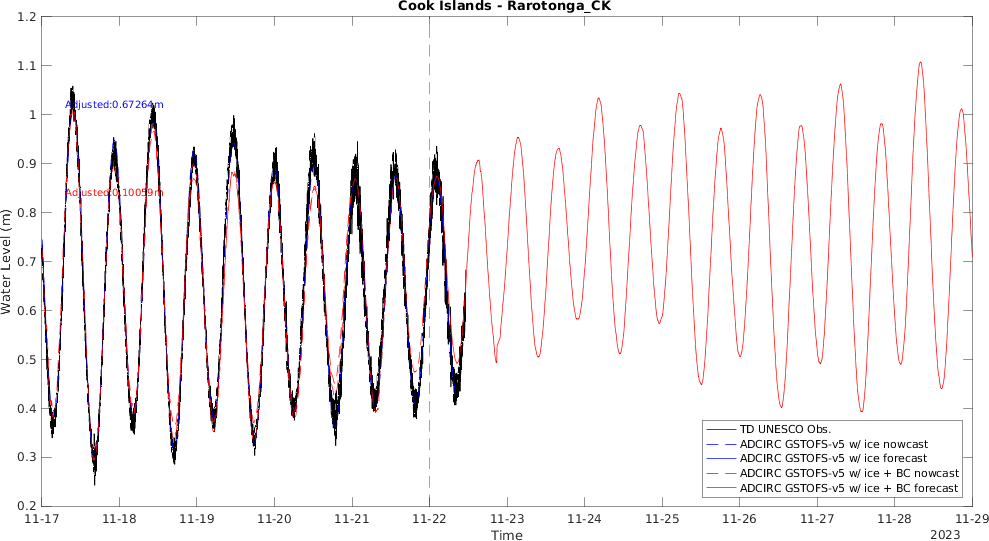 Cook Islands - Rarotonga_CK
1.2
1.1
1
0.9
0.8
0.7
0.6
0.5
0.4
0.3
0.2
Water Level (m)
Adjusted:0.67264m
Adjusted:0.10059m
TD UNESCO Obs.
ADCIRC GSTOFS-v5 w/ ice nowcast
ADCIRC GSTOFS-v5 w/ ice forecast
ADCIRC GSTOFS-v5 w/ ice + BC nowcast
ADCIRC GSTOFS-v5 w/ ice + BC forecast
11-17 11-18 11-19 11-20 11-21 11-22 11-23 11-24 11-25 11-26 11-27 11-28 11-29
Time
2023